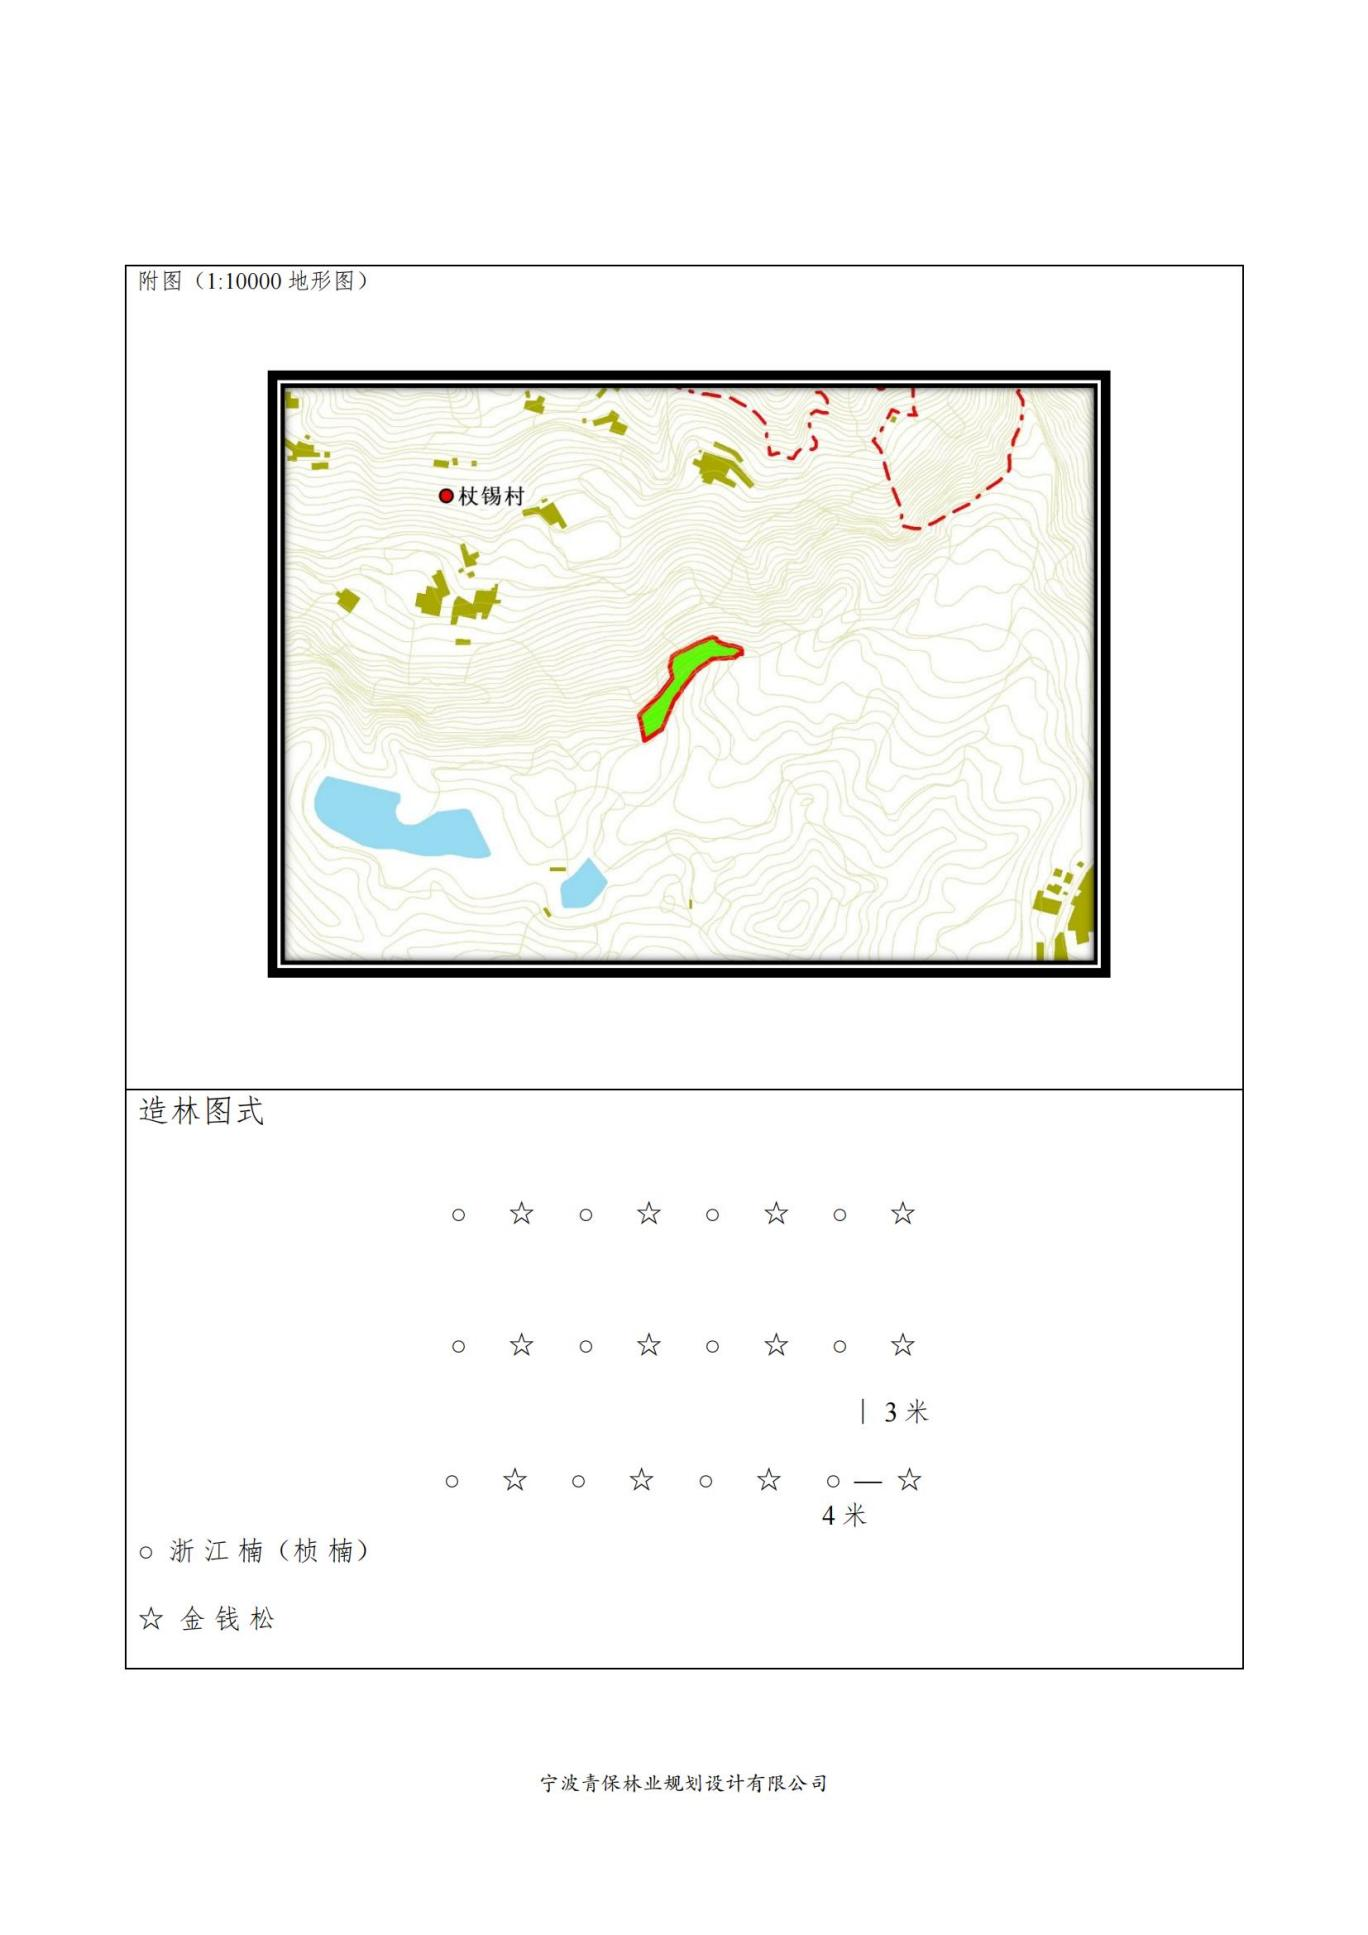 附图（1:10000 地形图）
杖锡村
造林图式
○ ☆ ○ ☆ ○ ☆ ○ ☆
○ ☆ ○ ☆ ○ ☆ ○ ☆
| 3 米
○ ☆ ○ ☆ ○ ☆ ○ — ☆
4 米
○ 浙江楠（桢楠）
☆ 金钱松
宁波青保林业规划设计有限公司